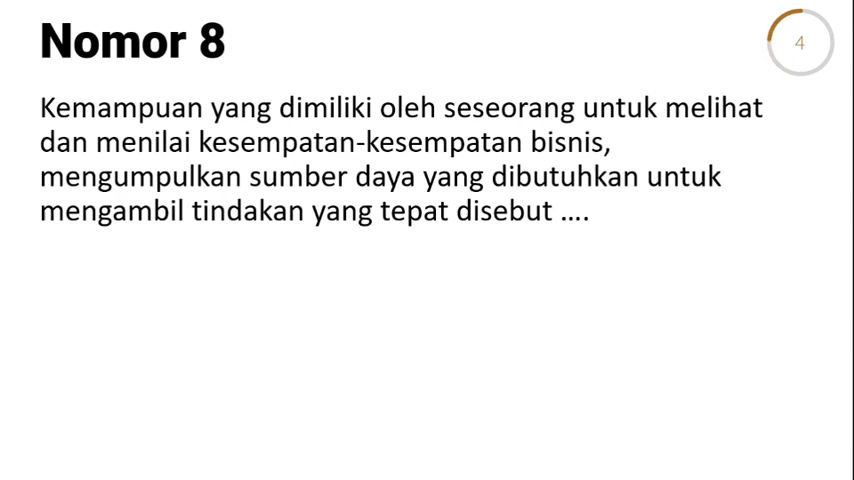 Nomor 8
4
Kemampuan yang dimiliki oleh seseorang untuk melihat
dan menilai kesempatan-kesempatan bisnis,
mengumpulkan sumber daya yang dibutuhkan untuk
mengambil tindakan yang tepat disebut ....